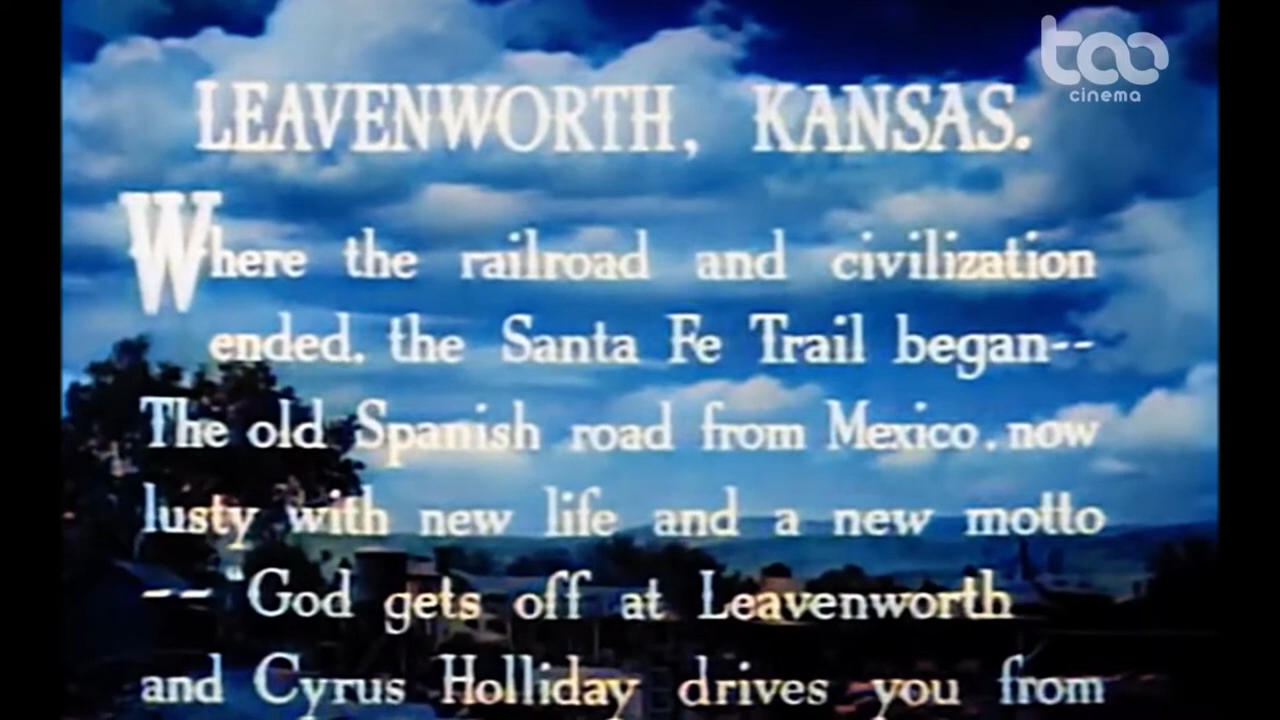 tao
cinema
LEAVENWORTH, KANSAS.
Where the railroad and civilization
ended, the Santa Fe Trail began--
The old Spanish road from Mexico, now
lusty with new life and a new motto
-- "God gets off at Leavenworth
and Cyrus Holliday drives you from